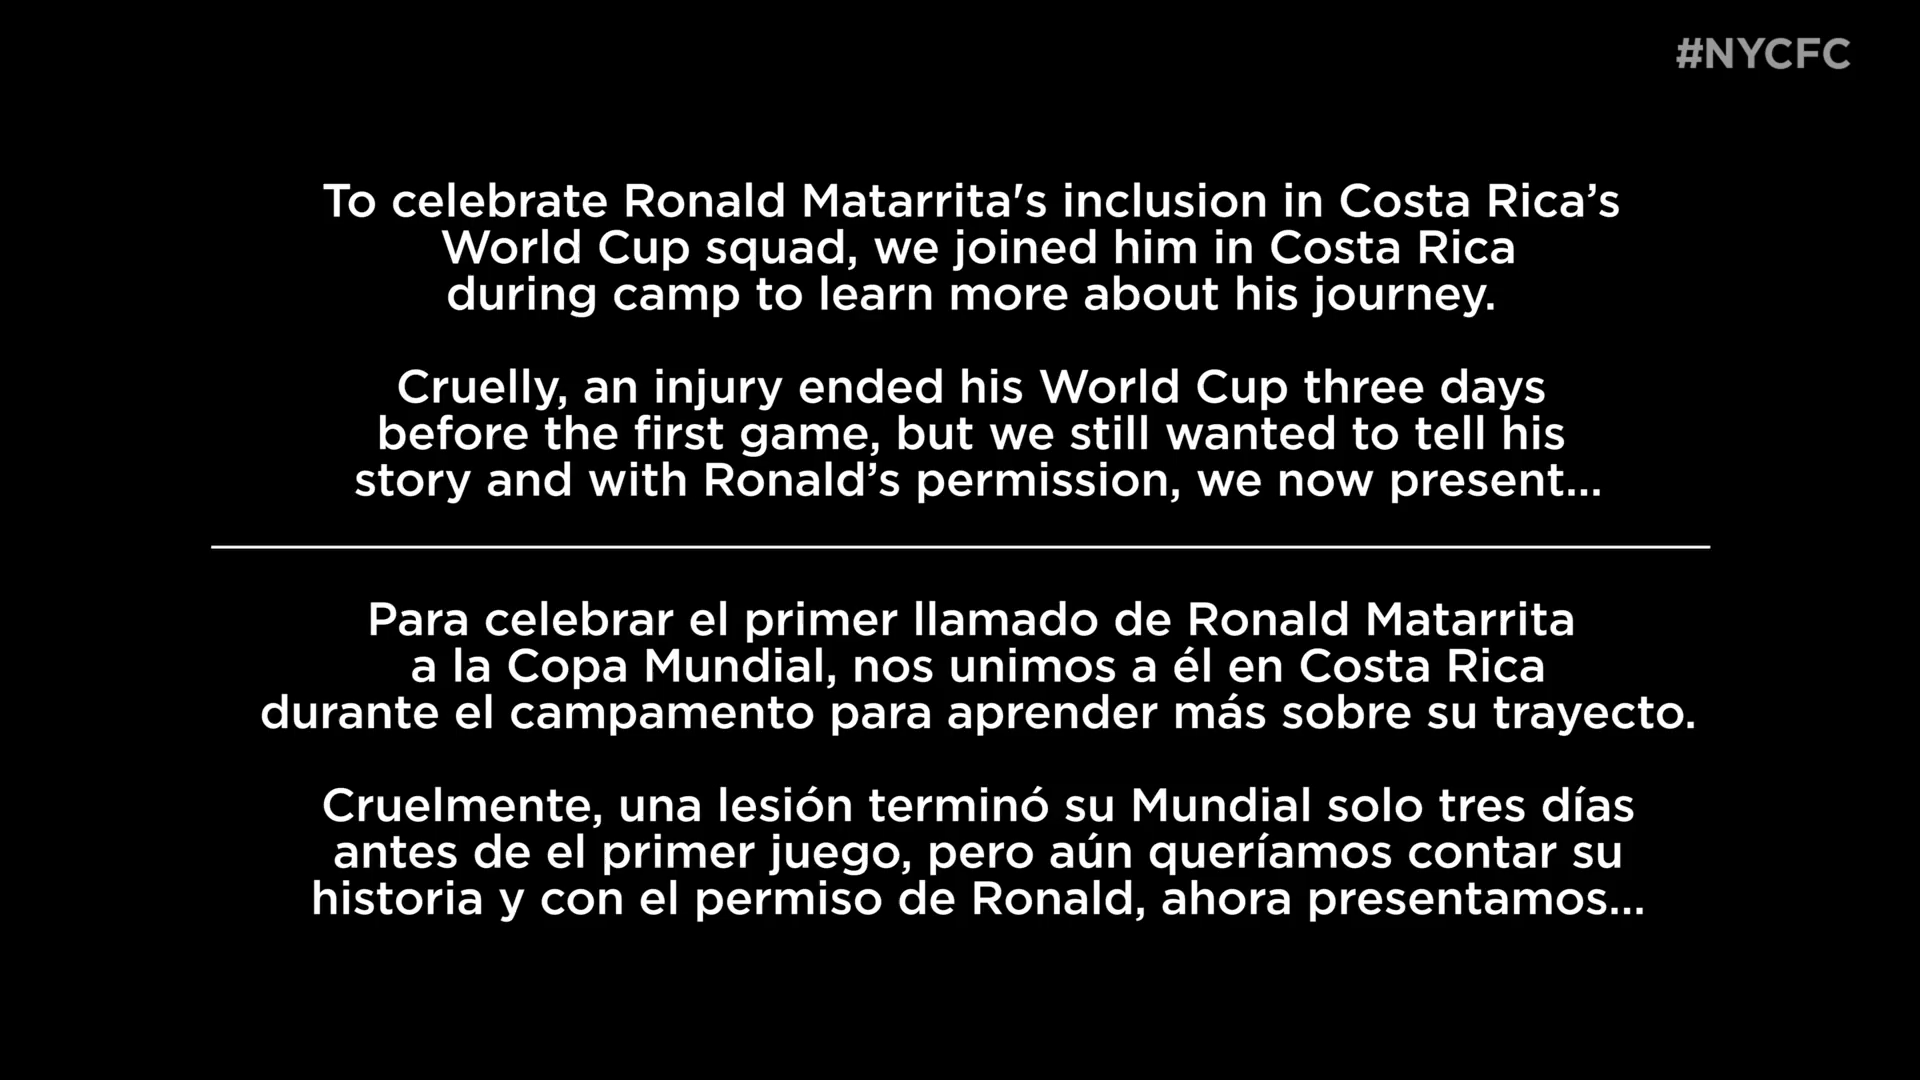 #NYCFC
To celebrate Ronald Matarrita's inclusion in Costa Rica’s
World Cup squad, we joined him in Costa Rica
during camp to learn more about his journey.
Cruelly, an injury ended his World Cup three days
before the first game, but we still wanted to tell his
story and with Ronald’s permission, we now present...
Para celebrar el primer llamado de Ronald Matarrita
a la Copa Mundial, nos unimos a él en Costa Rica
durante el campamento para aprender más sobre su trayecto.
Cruelmente, una lesión terminó su Mundial solo tres días
antes de el primer juego, pero aún queríamos contar su
historia y con el permiso de Ronald, ahora presentamos...